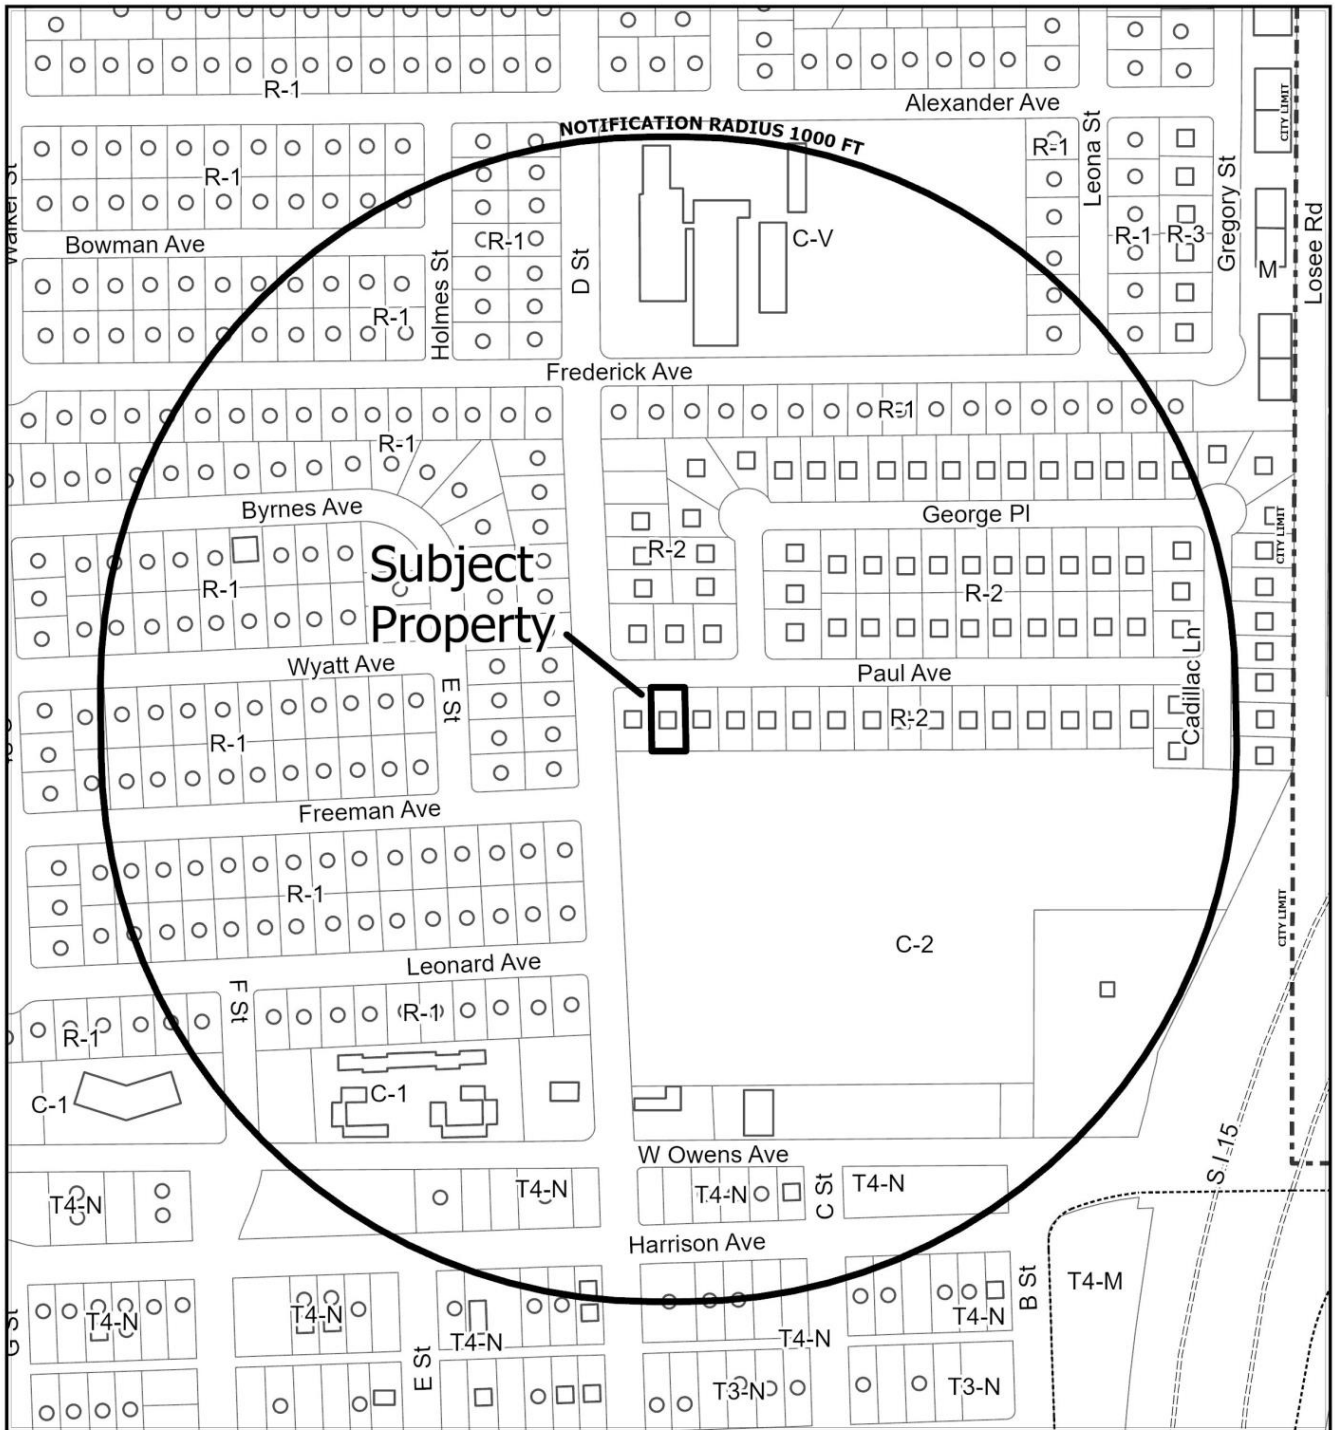 R-1
Alexander Ave
NOTIFICATION RADIUS 1000 FT
CITY LIMIT
R-1
R-1
Leona St
Walker St
Bowman Ave
R-1
D St
C-V
R-1
R-3
Gregory St
M
Losee Rd
Holmes St
R-1
Frederick Ave
R-1
R-1
Byrnes Ave
George Pl
CITY LIMIT
Subject
Property
R-2
R-1
R-2
Wyatt Ave
Paul Ave
E St
Cadillac Ln
R-1
R-2
Freeman Ave
R-1
C-2
CITY LIMIT
Leonard Ave
F St
R-1
R-1
C-1
C-1
W Owens Ave
S. I. 15
T4-N
T4-N
T4-N
C St
T4-N
Harrison Ave
B St
T4-M
G St
T4-N
T4-N
T4-N
T4-N
T4-N
E St
T3-N
T3-N